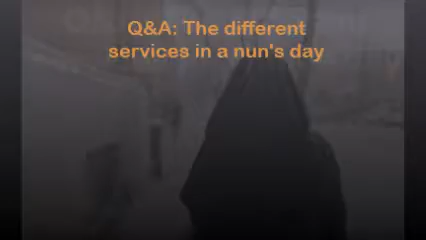 Q&A: The different
services in a nun's day